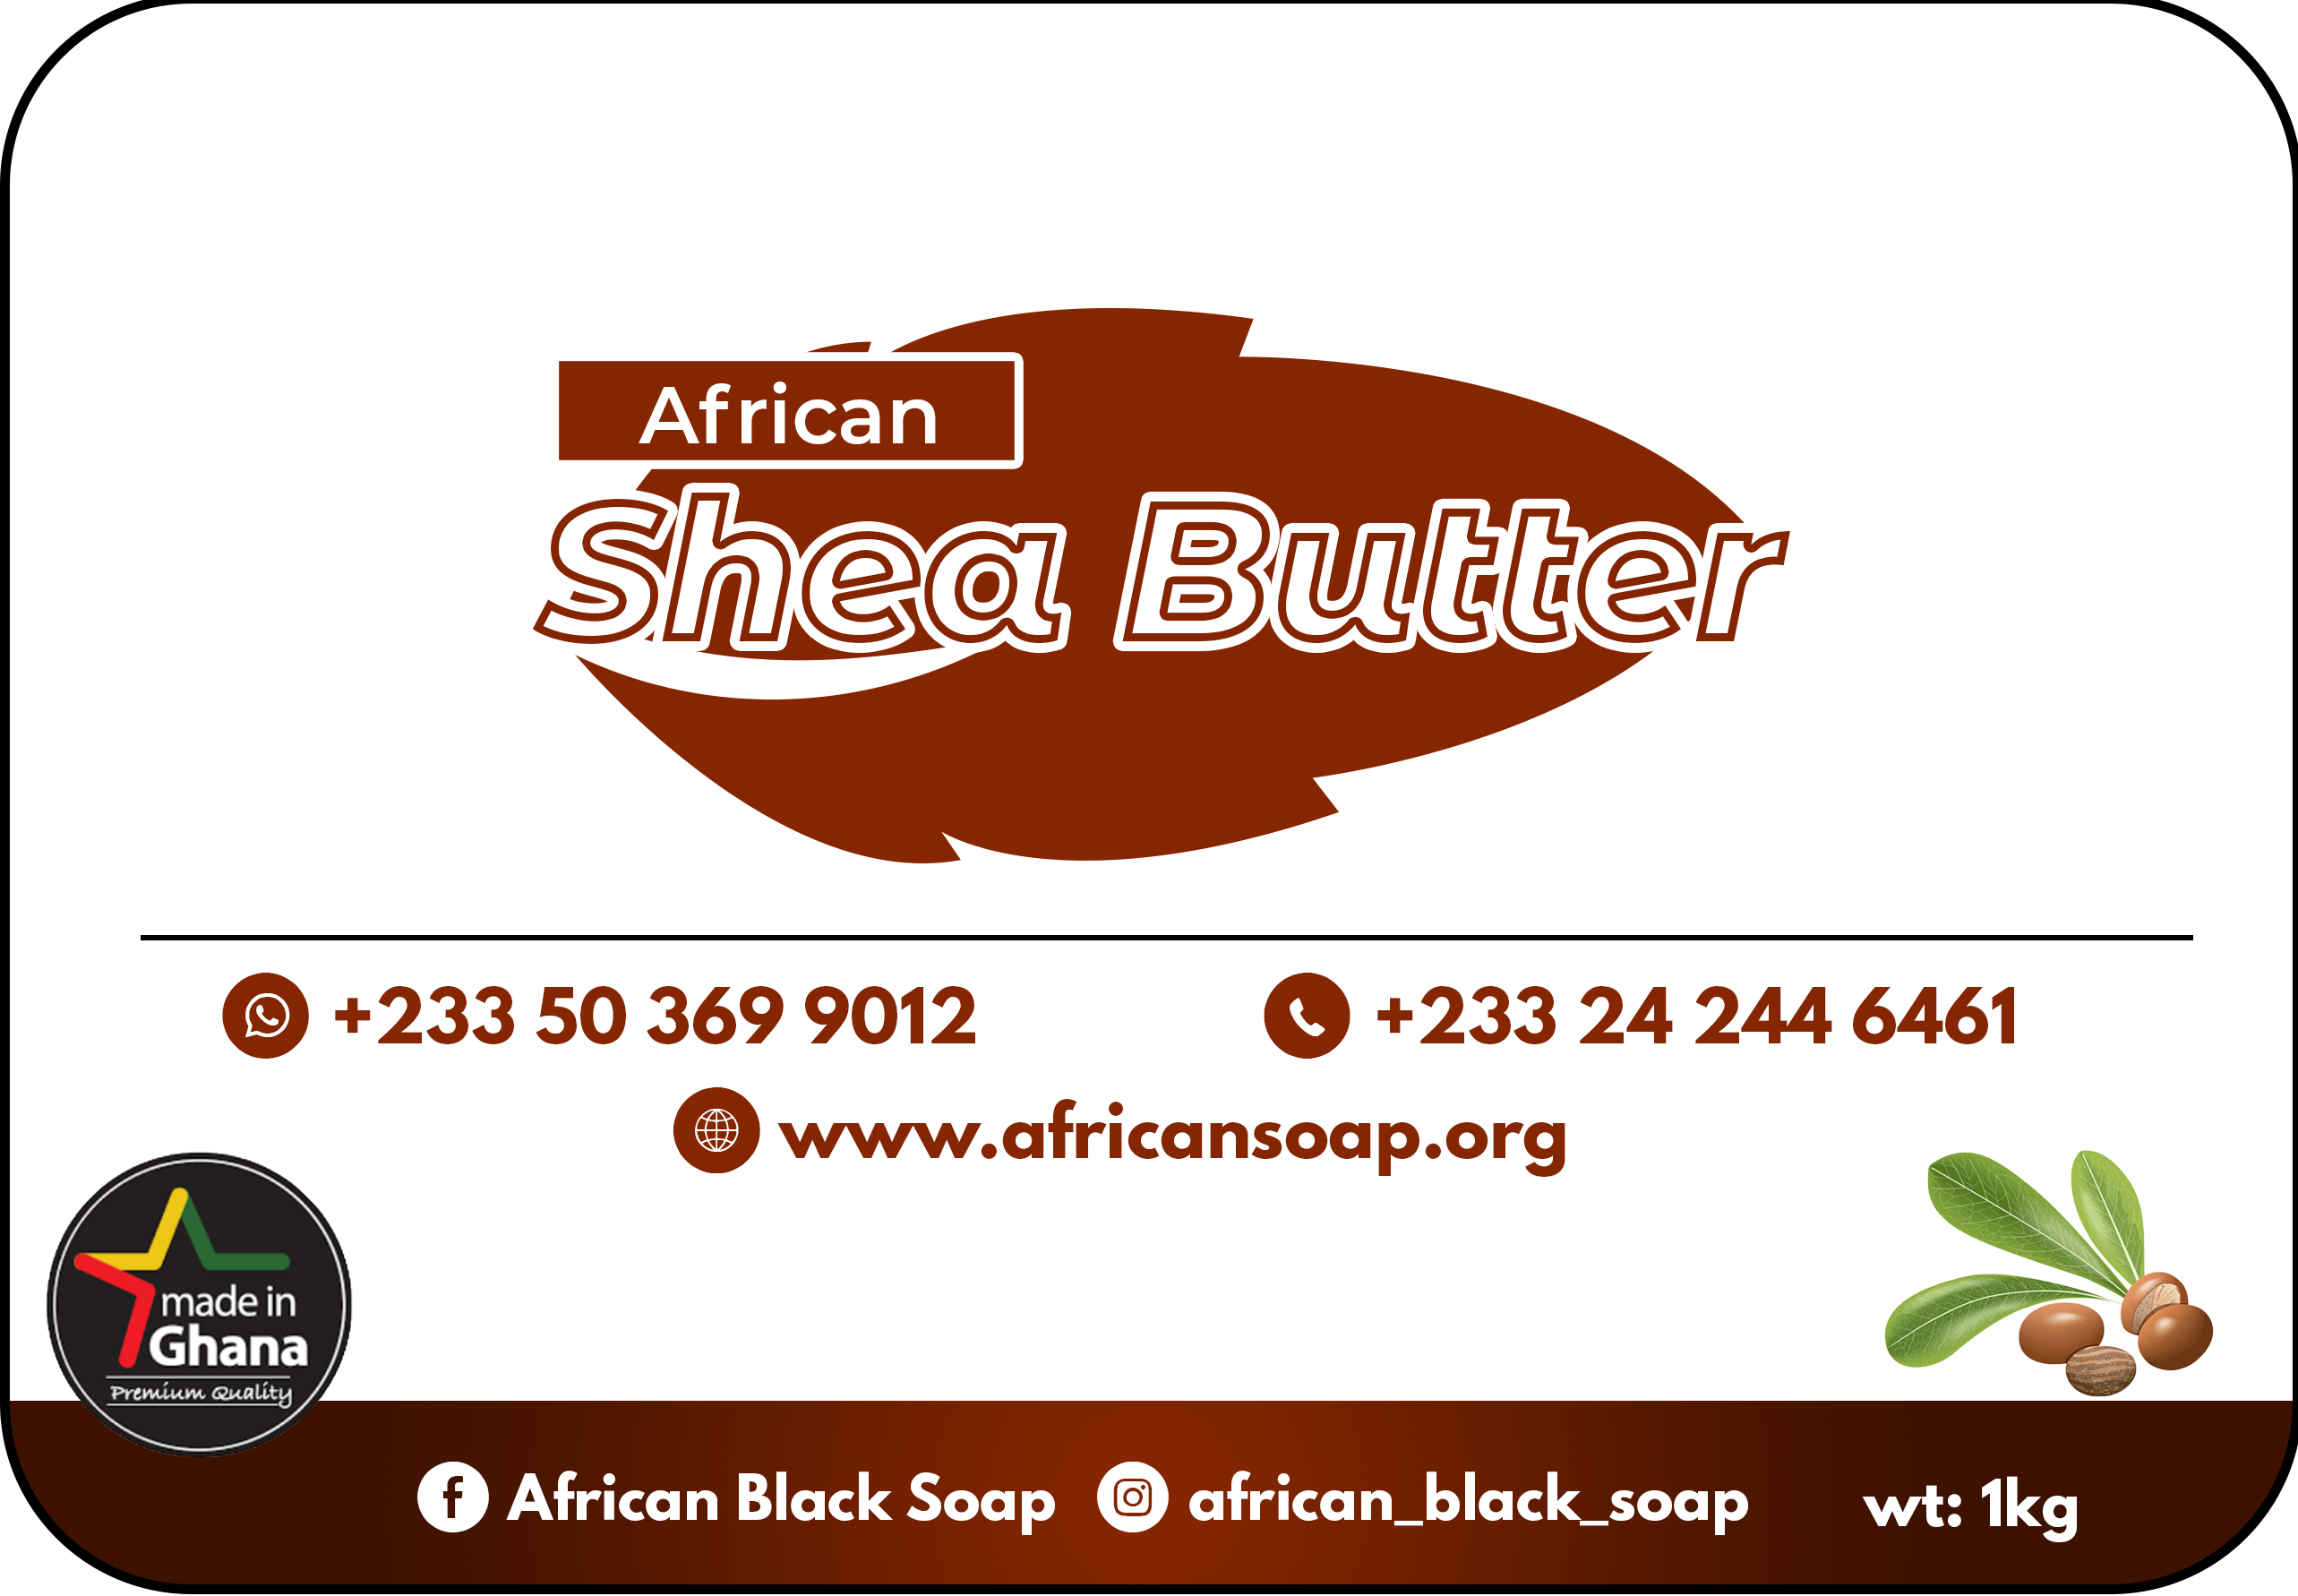 African
Shea Butter
+233 50 369 9012
+233 24 244 6461
www.africansoap.org
made in
Ghana
Premium Quality
African Black Soap
african_black_soap
wt: 1kg